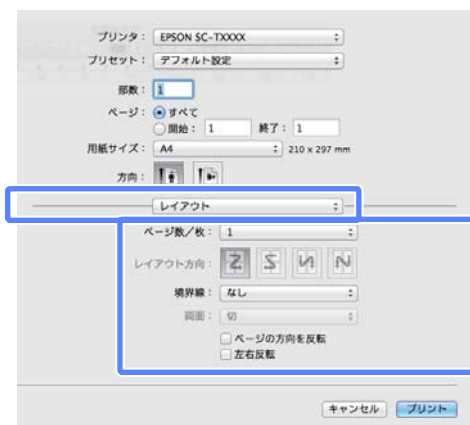 プリンタ： EPSON SC-TXXXX
プリセット： デフォルト設定
部数： 1
ページ： すべて
開始： 1 終了： 1
用紙サイズ： A4 210 x 297 mm
方向：
レイアウト
ページ数／枚： 1
レイアウト方向：
境界線： なし
両面： 切
ページの方向を反転
左右反転
キャンセル プリント